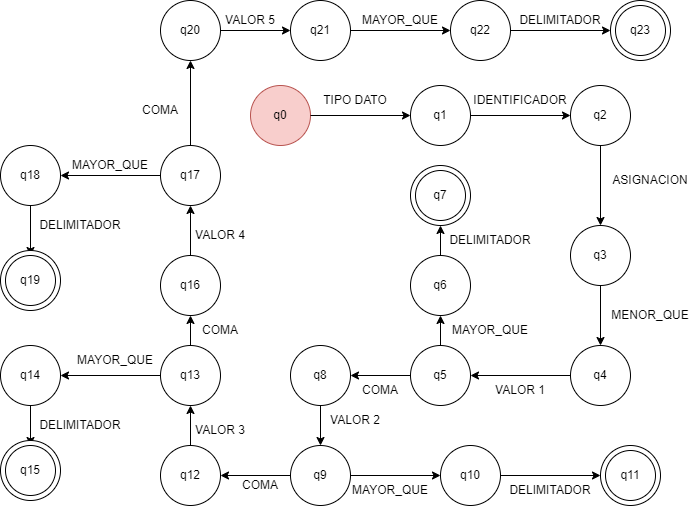 q20
VALOR 5
q21
MAYOR_QUE
q22
DELIMITADOR
q23
COMA
q0
TIPO DATO
q1
IDENTIFICADOR
q2
q18
MAYOR_QUE
q17
q7
ASIGNACION
DELIMITADOR
VALOR 4
DELIMITADOR
q3
q19
q16
q6
MENOR_QUE
COMA
MAYOR_QUE
q14
MAYOR_QUE
q13
q8
COMA
q5
VALOR 1
q4
DELIMITADOR
VALOR 3
VALOR 2
q15
q12
COMA
q9
MAYOR_QUE
q10
DELIMITADOR
q11